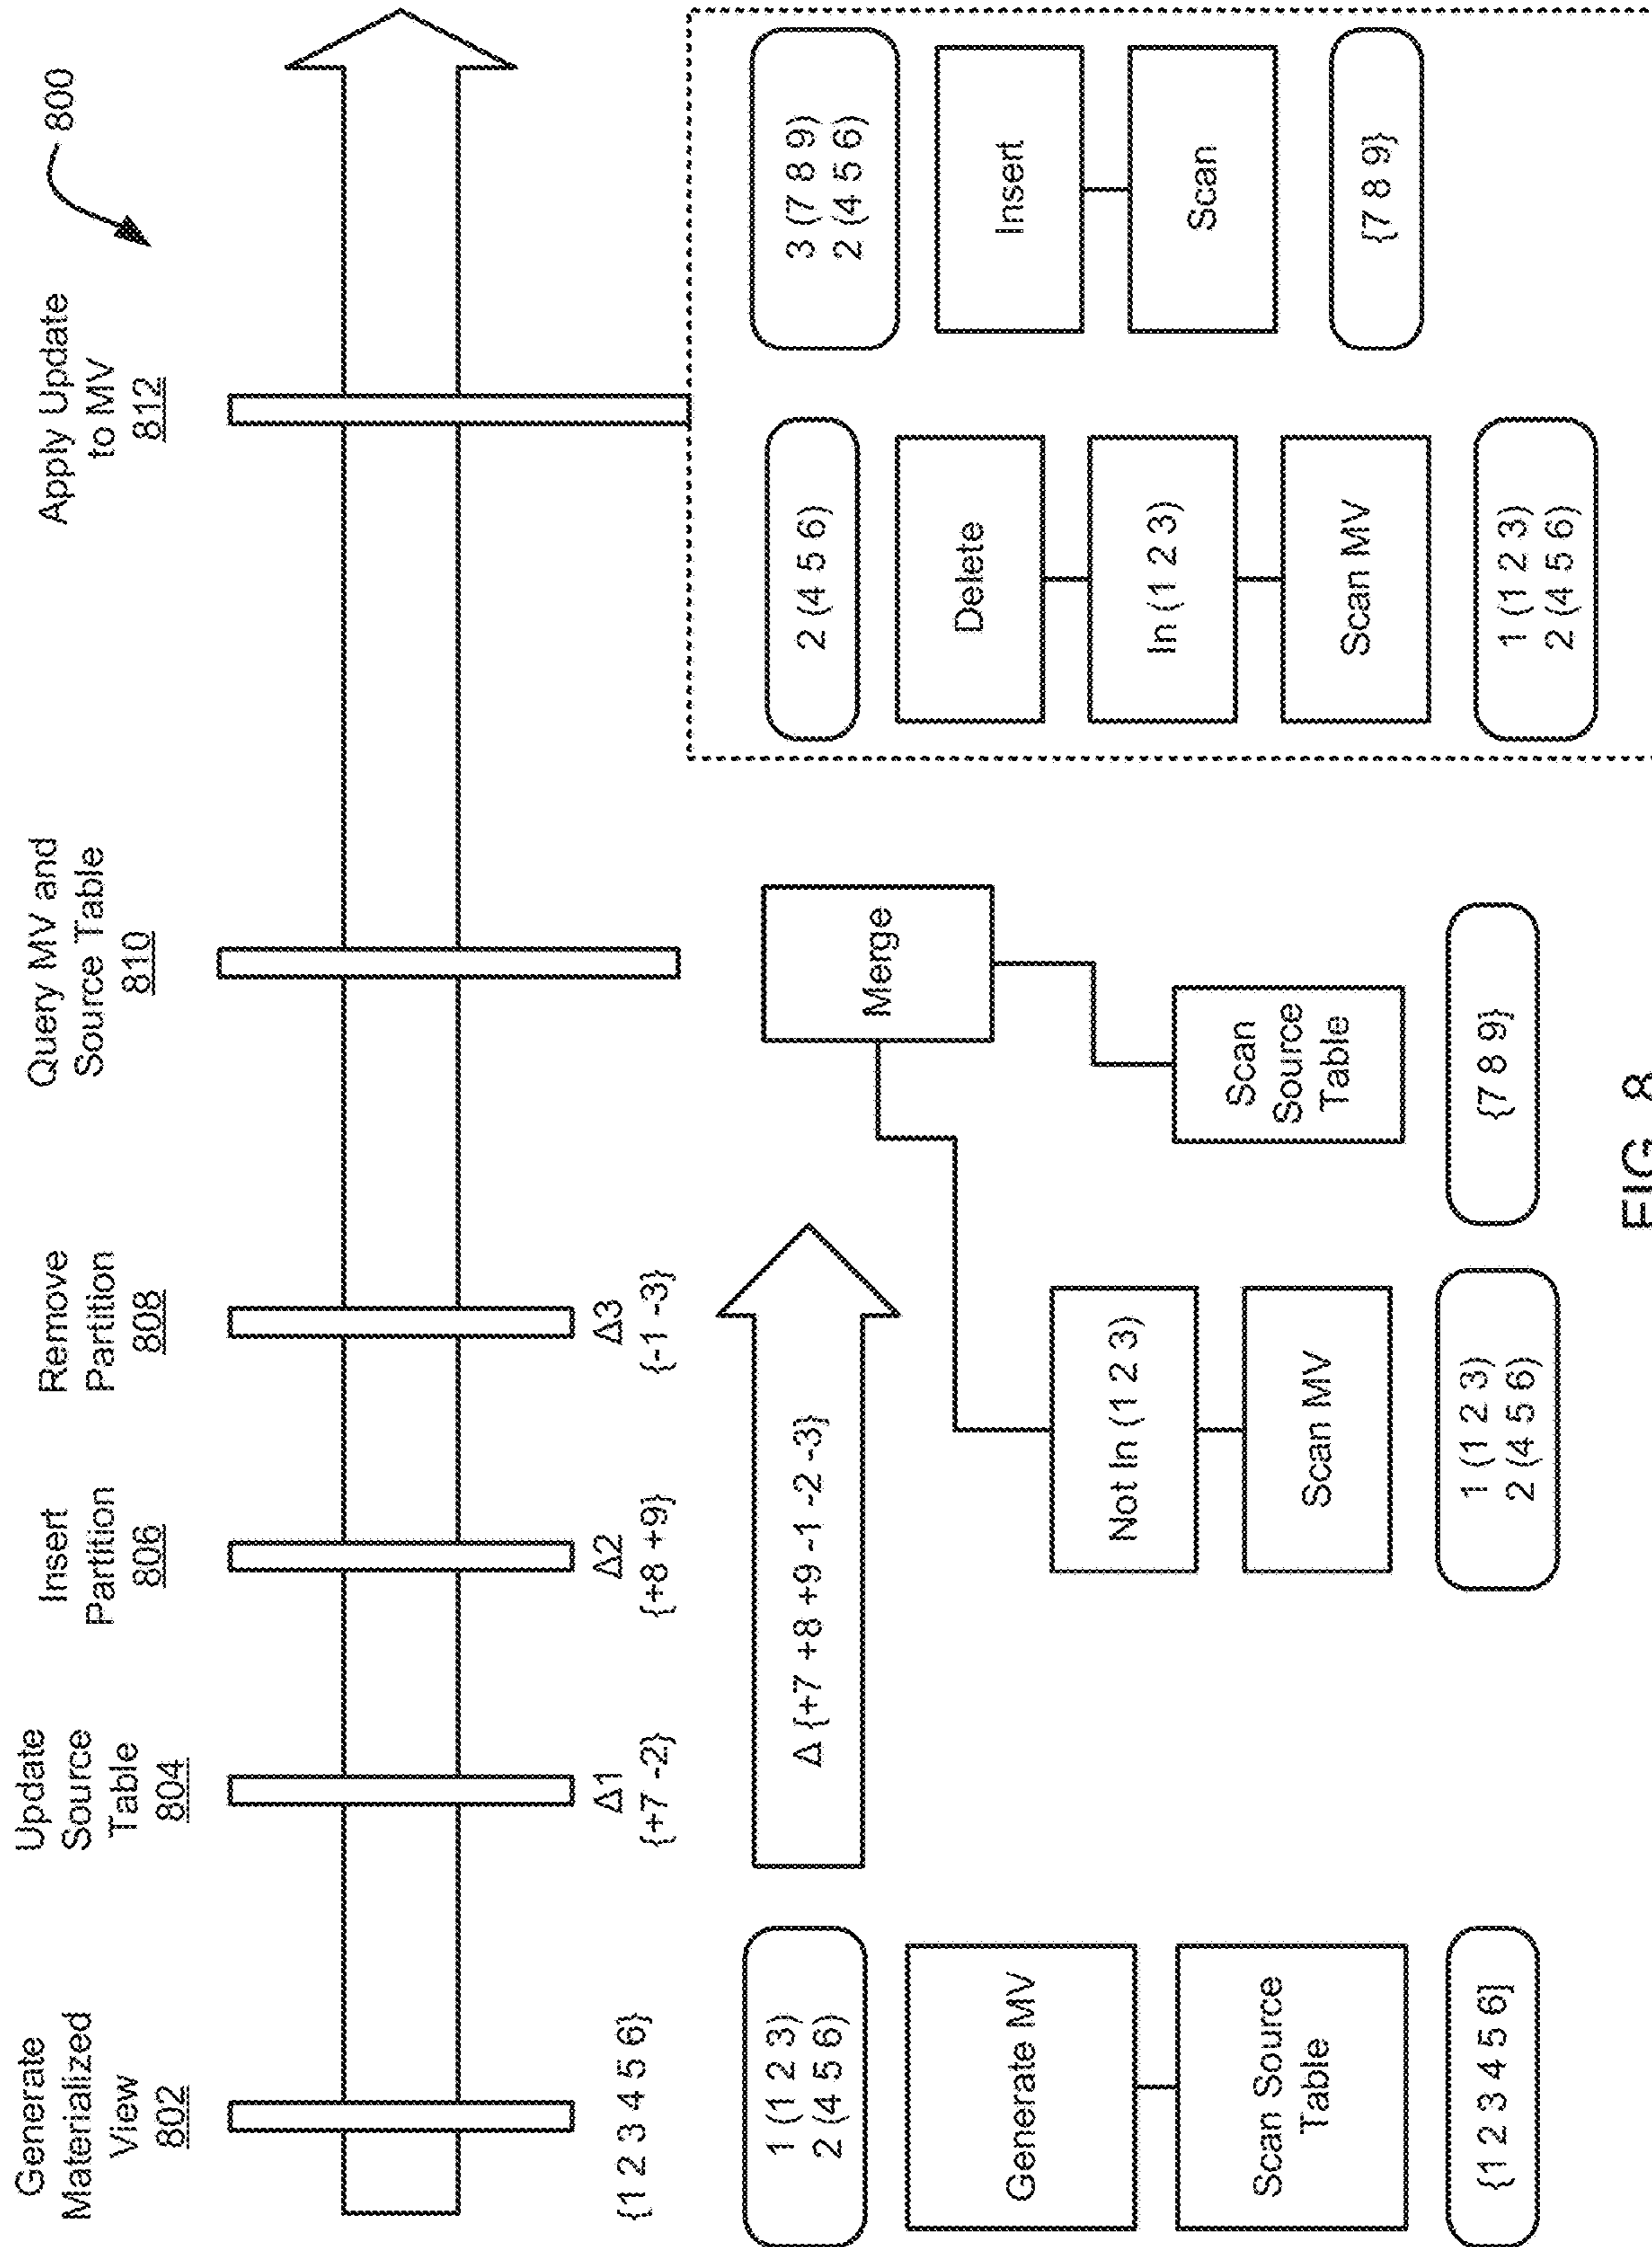 800
Generate
Materialized
View
802
Update
Source
Table
804
Insert
Partition
806
Remove
Partition
808
Query MV and
Source Table
810
Apply Update
to MV
812
{1 2 3 4 5 6}
Δ1
{+7 -2}
Δ2
{+8 +9}
Δ3
{-1 -3}
1 (1 2 3)
2 (4 5 6)
Generate MV
Scan Source
Table
{1 2 3 4 5 6}
Δ {+7 +8 +9 -1 -2 -3}
Merge
Not In (1 2 3)
Scan MV
1 (1 2 3)
2 (4 5 6)
Scan
Source
Table
{7 8 9}
2 (4 5 6)
Delete
In (1 2 3)
Scan MV
1 (1 2 3)
2 (4 5 6)
3 (7 8 9)
2 (4 5 6)
Insert
Scan
{7 8 9}
FIG. 8